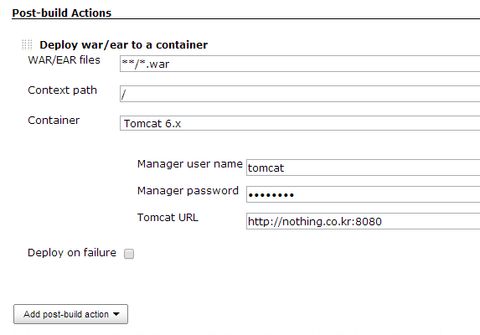 Post-build Actions
Deploy war/ear to a container
WAR/EAR files **/*.war
Context path /
Container Tomcat 6.x
Manager user name tomcat
Manager password ••••••••
Tomcat URL http://nothing.co.kr:8080
Deploy on failure
Add post-build action